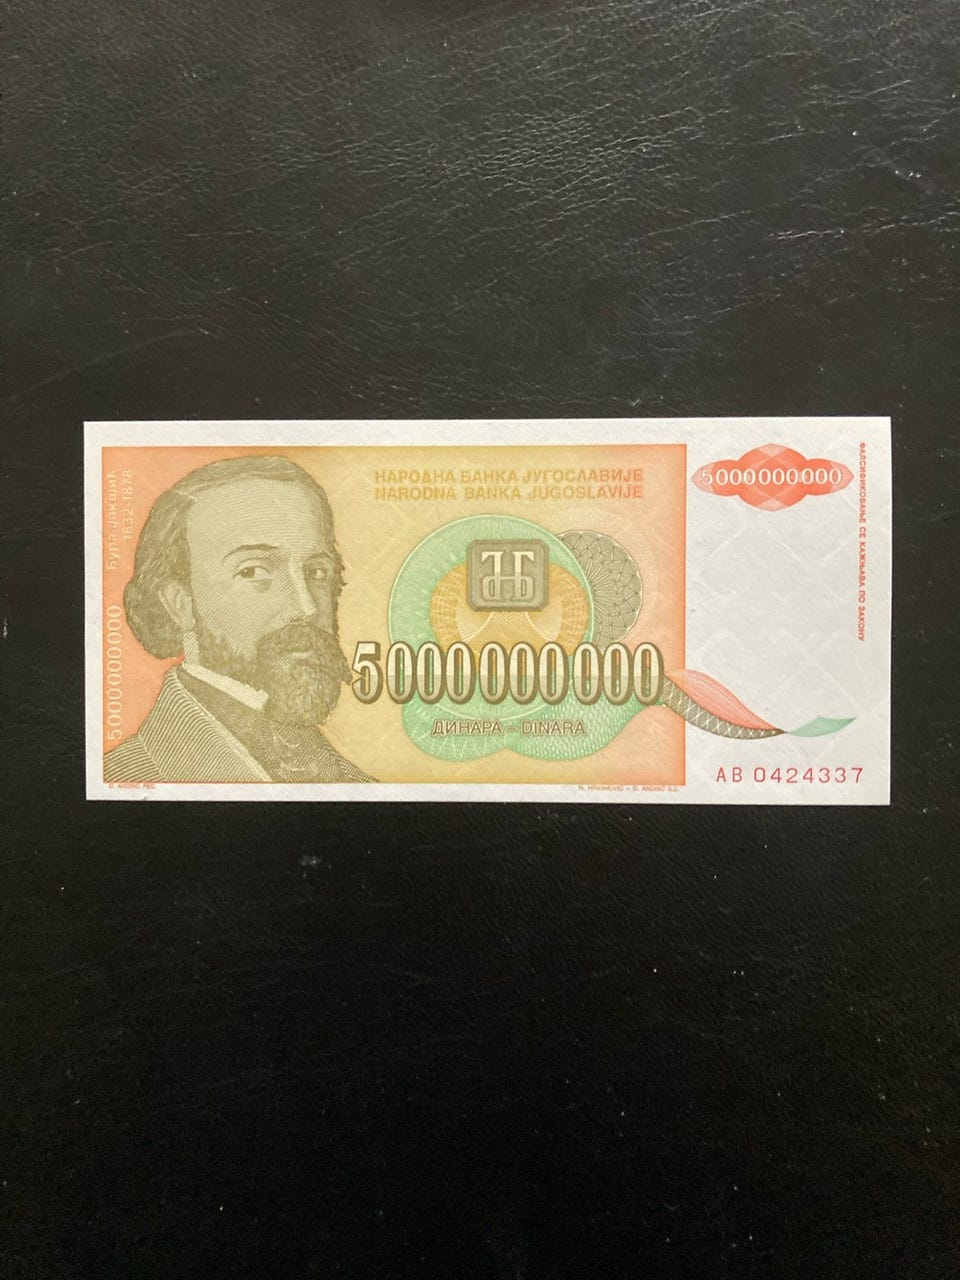 Ђура Јакшић
1832-1878
5000000000
НАРОДНА БАНКА ЈУГОСЛАВИЈЕ
NARODNA BANKA JUGOSLAVIJE
5000000000
ДИНАРА – DINARA
5000000000
ФАЛСИФИКОВАЊЕ СЕ КАЖЊАВА ПО ЗАКОНУ
AB 0424337